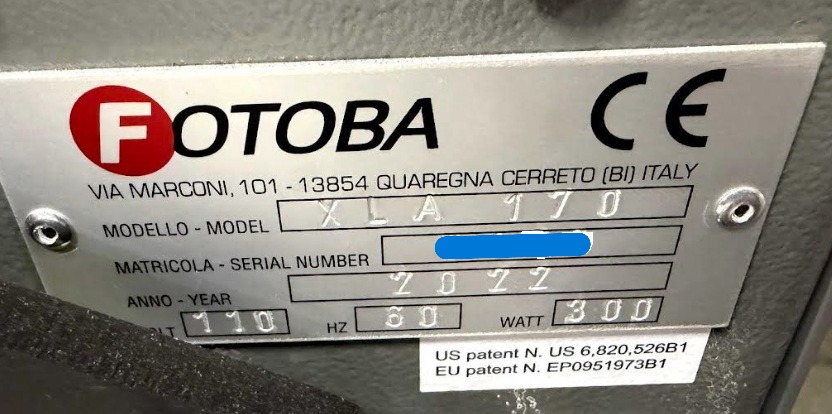 FOTOBA CE
VIA MARCONI, 101 - 13854 QUAREGNA CERRETO (BI) ITALY
MODELLO - MODEL XLA 170
MATRICOLA - SERIAL NUMBER
ANNO - YEAR 2022
LT 110 HZ 60 WATT 300
US patent N. US 6,820,526B1
EU patent N. EP0951973B1